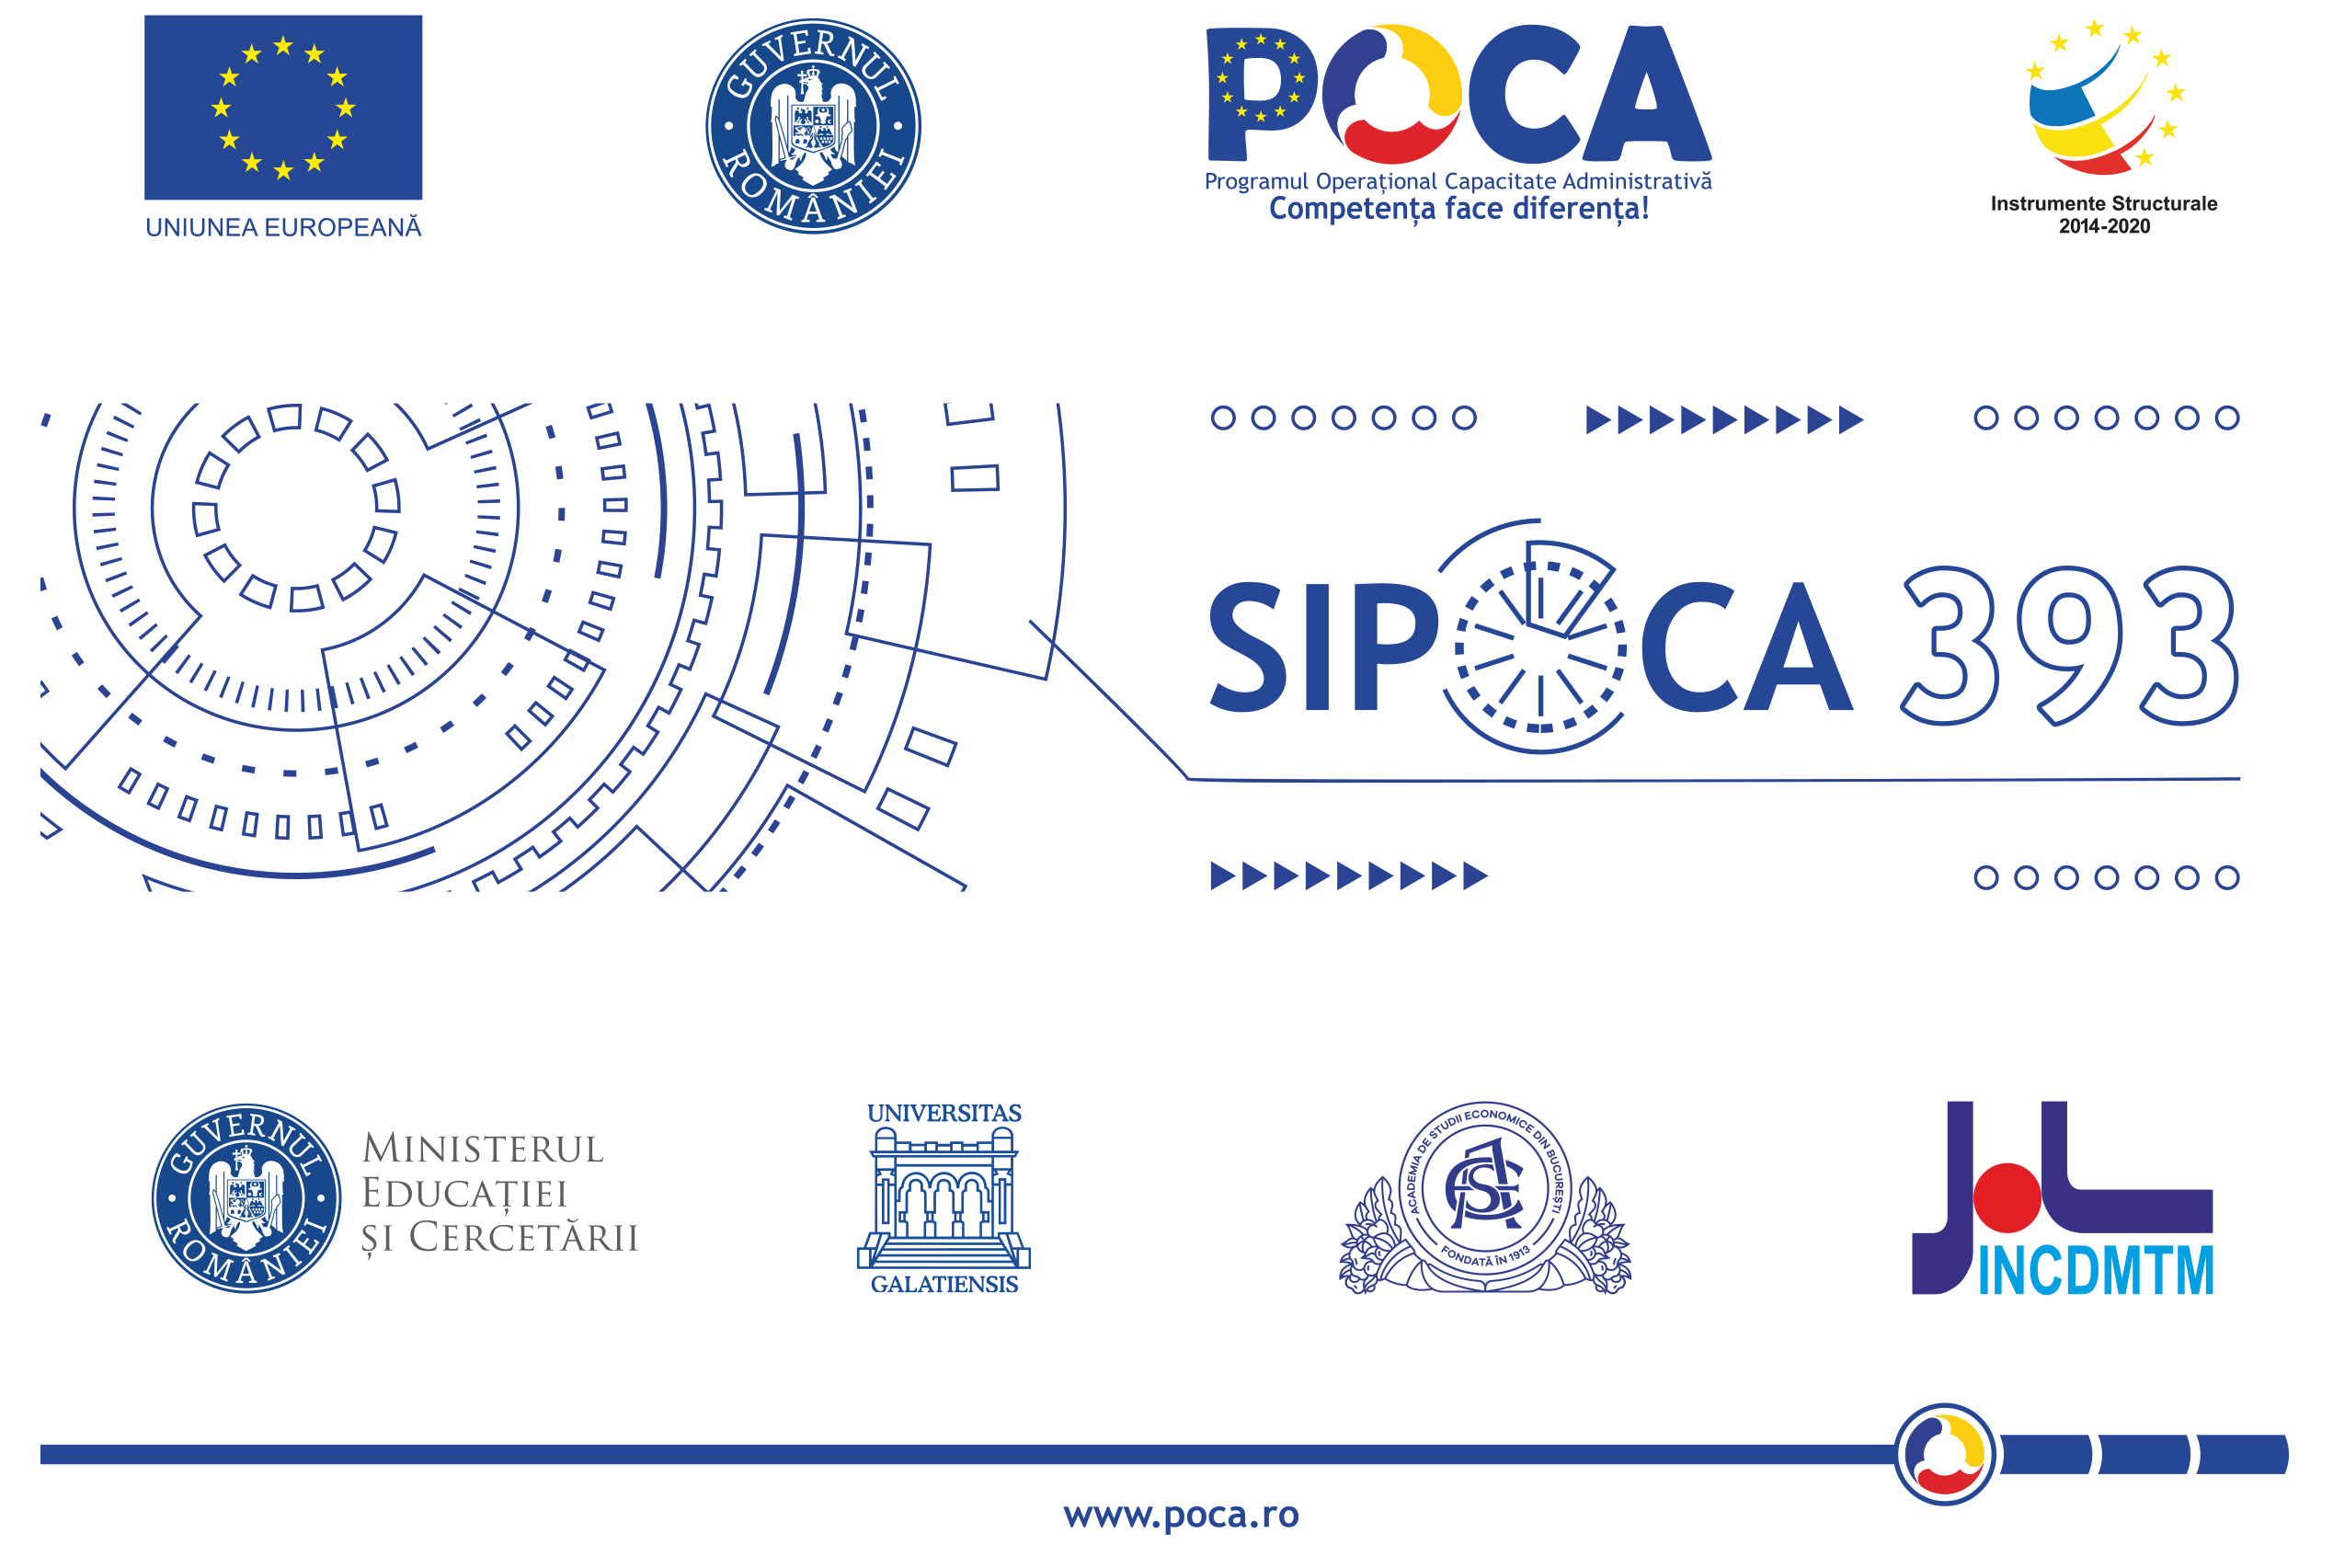 UNIUNEA EUROPEANĂ
GUVERNUL ROMÂNIEI
POCA
Programul Operațional Capacitate Administrativă
Competența face diferența!
Instrumente Structurale
2014-2020
SIPOCA 393
GUVERNUL ROMÂNIEI
MINISTERUL
EDUCAȚIEI
ȘI CERCETĂRII
UNIVERSITAS
GALATIENSIS
ACADEMIA DE STUDII ECONOMICE DIN BUCUREȘTI
ASE
FONDATĂ ÎN 1913
INCDMTM
www.poca.ro